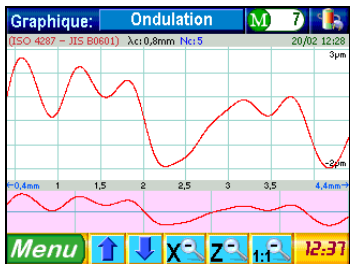 Graphique: Ondulation M 7)
(ISO 4287 - JIS B0601) λc:0,8mm Nc:5 20/02 12:28
3µm
-2µm
0,4mm 1 1,5 2 2,5 3 3,5 4,4mm
Menu X Z 1:1 12:37